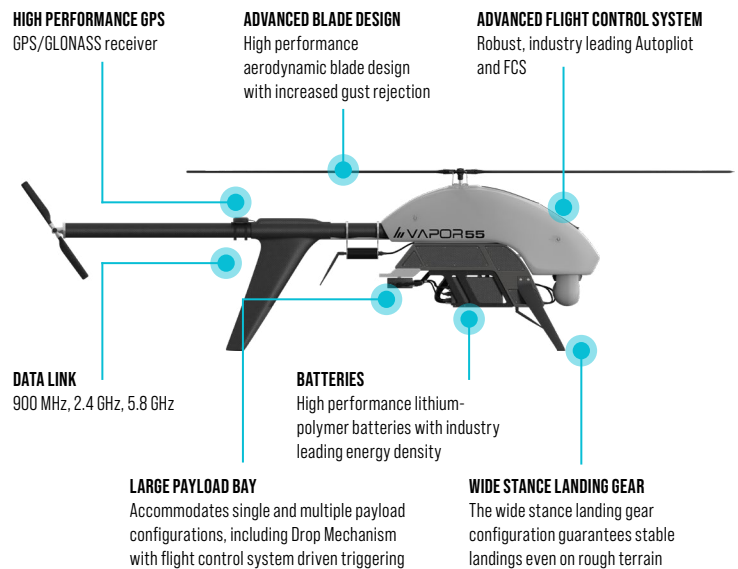 HIGH PERFORMANCE GPS
GPS/GLONASS receiver
ADVANCED BLADE DESIGN
High performance
aerodynamic blade design
with increased gust rejection
ADVANCED FLIGHT CONTROL SYSTEM
Robust, industry leading Autopilot
and FCS
VAPOR55
DATA LINK
900 MHz, 2.4 GHz, 5.8 GHz
BATTERIES
High performance lithium-
polymer batteries with industry
leading energy density
LARGE PAYLOAD BAY
Accommodates single and multiple payload
configurations, including Drop Mechanism
with flight control system driven triggering
WIDE STANCE LANDING GEAR
The wide stance landing gear
configuration guarantees stable
landings even on rough terrain